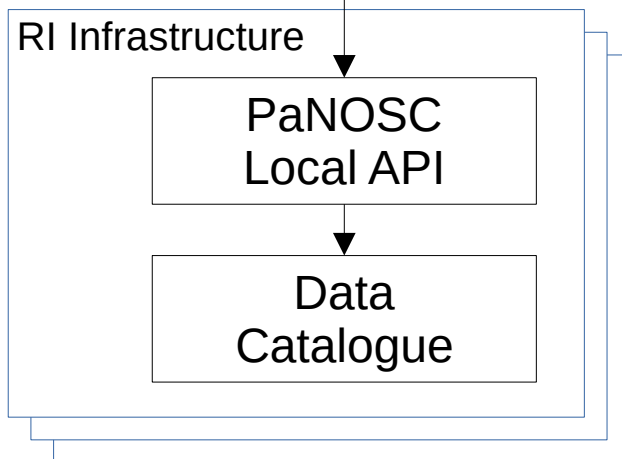 RI Infrastructure
PaNOSC
Local API
Data
Catalogue